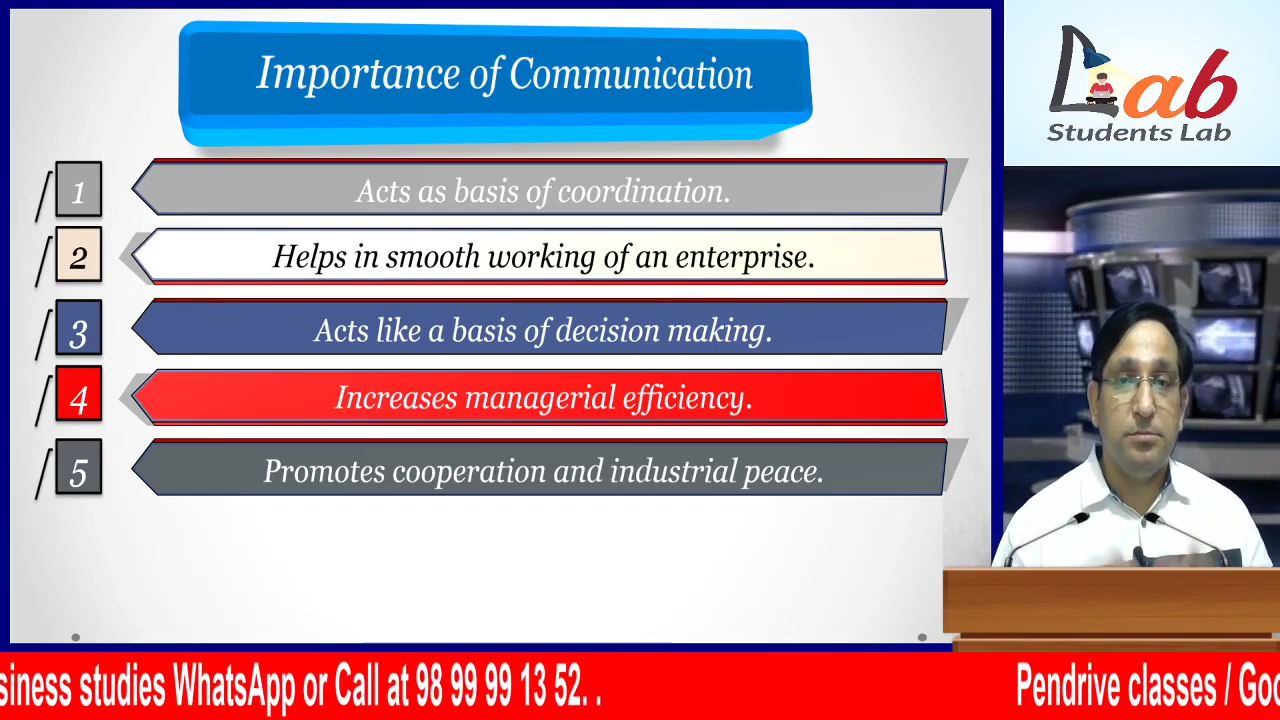 Importance of Communication
1 Acts as basis of coordination.
2 Helps in smooth working of an enterprise.
3 Acts like a basis of decision making.
4 Increases managerial efficiency.
5 Promotes cooperation and industrial peace.
Lab
Students Lab
siness studies WhatsApp or Call at 98 99 99 13 52. . Pendrive classes / Goo